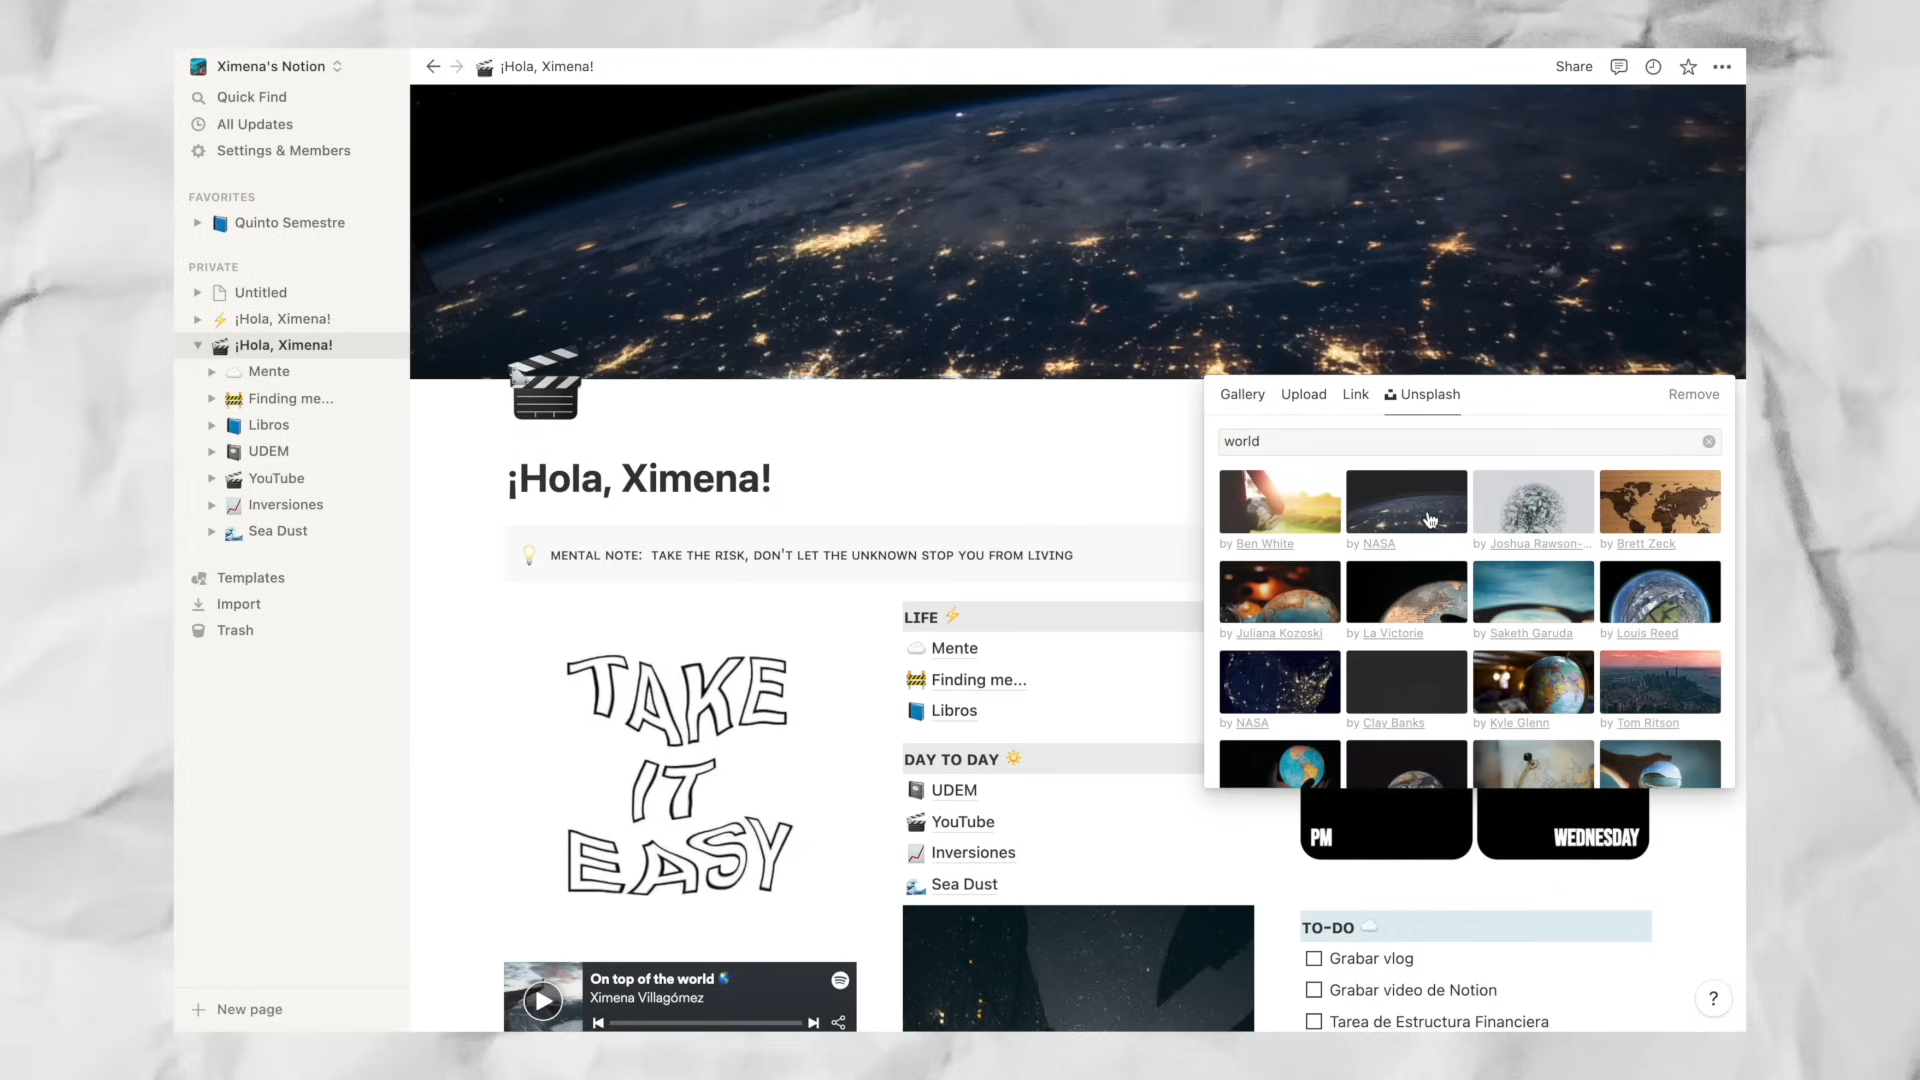 Ximena's Notion
Quick Find
All Updates
Settings & Members
FAVORITES
Quinto Semestre
PRIVATE
Untitled
¡Hola, Ximena!
¡Hola, Ximena!
Mente
Finding me...
Libros
UDEM
YouTube
Inversiones
Sea Dust
Templates
Import
Trash
New page
¡Hola, Ximena!
Share
¡Hola, Ximena!
MENTAL NOTE: TAKE THE RISK, DON'T LET THE UNKNOWN STOP YOU FROM LIVING
TAKE
IT
EASY
On top of the world
Ximena Villagómez
LIFE
Mente
Finding me...
Libros
DAY TO DAY
UDEM
YouTube
Inversiones
Sea Dust
Gallery Upload Link Unsplash Remove
world
by Ben White by NASA by Joshua Rawson-... by Brett Zeck
by Juliana Kozoski by La Victorie by Saketh Garuda by Louis Reed
by NASA by Clay Banks by Kyle Glenn by Tom Ritson
PM WEDNESDAY
TO-DO
Grabar vlog
Grabar video de Notion
Tarea de Estructura Financiera
?